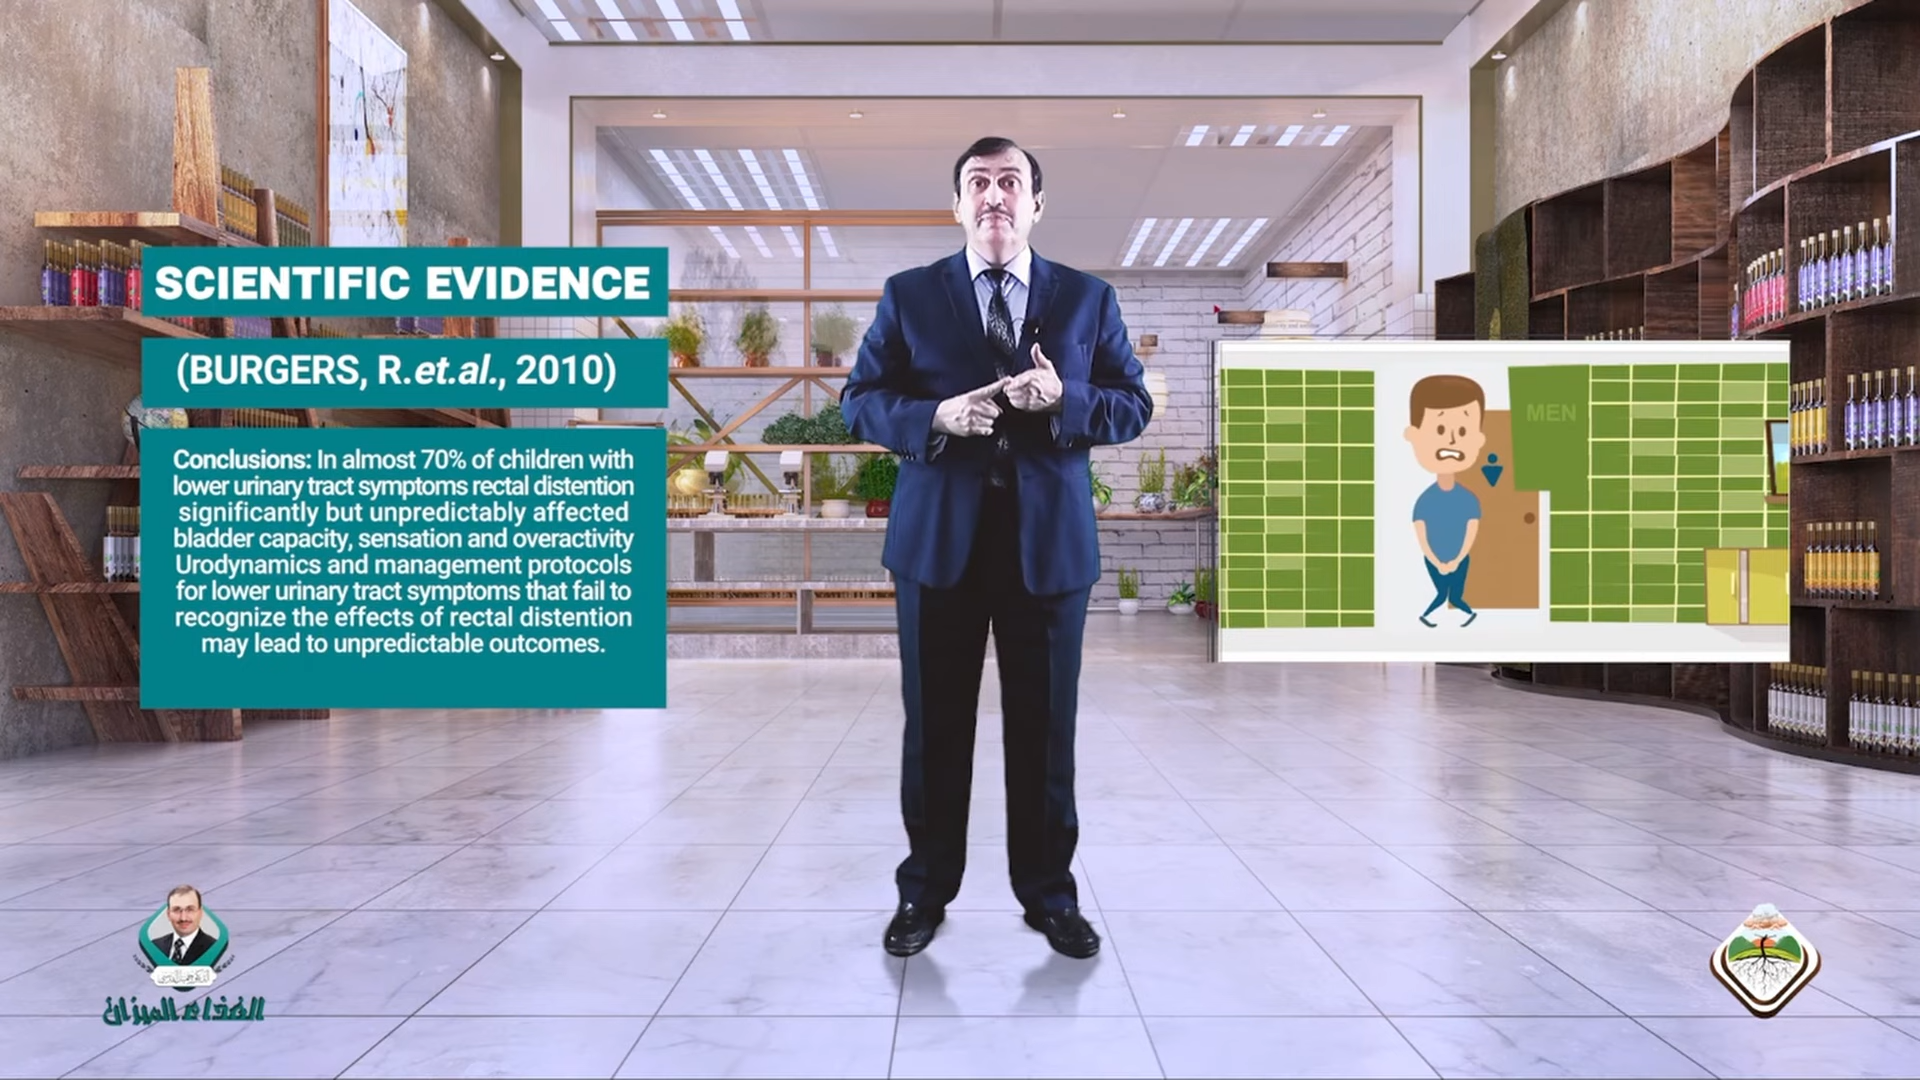 SCIENTIFIC EVIDENCE
(BURGERS, R.et.al., 2010)
Conclusions: In almost 70% of children with
lower urinary tract symptoms rectal distention
significantly but unpredictably affected
bladder capacity, sensation and overactivity
Urodynamics and management protocols
for lower urinary tract symptoms that fail to
recognize the effects of rectal distention
may lead to unpredictable outcomes.
MEN
الغذاء الميزان